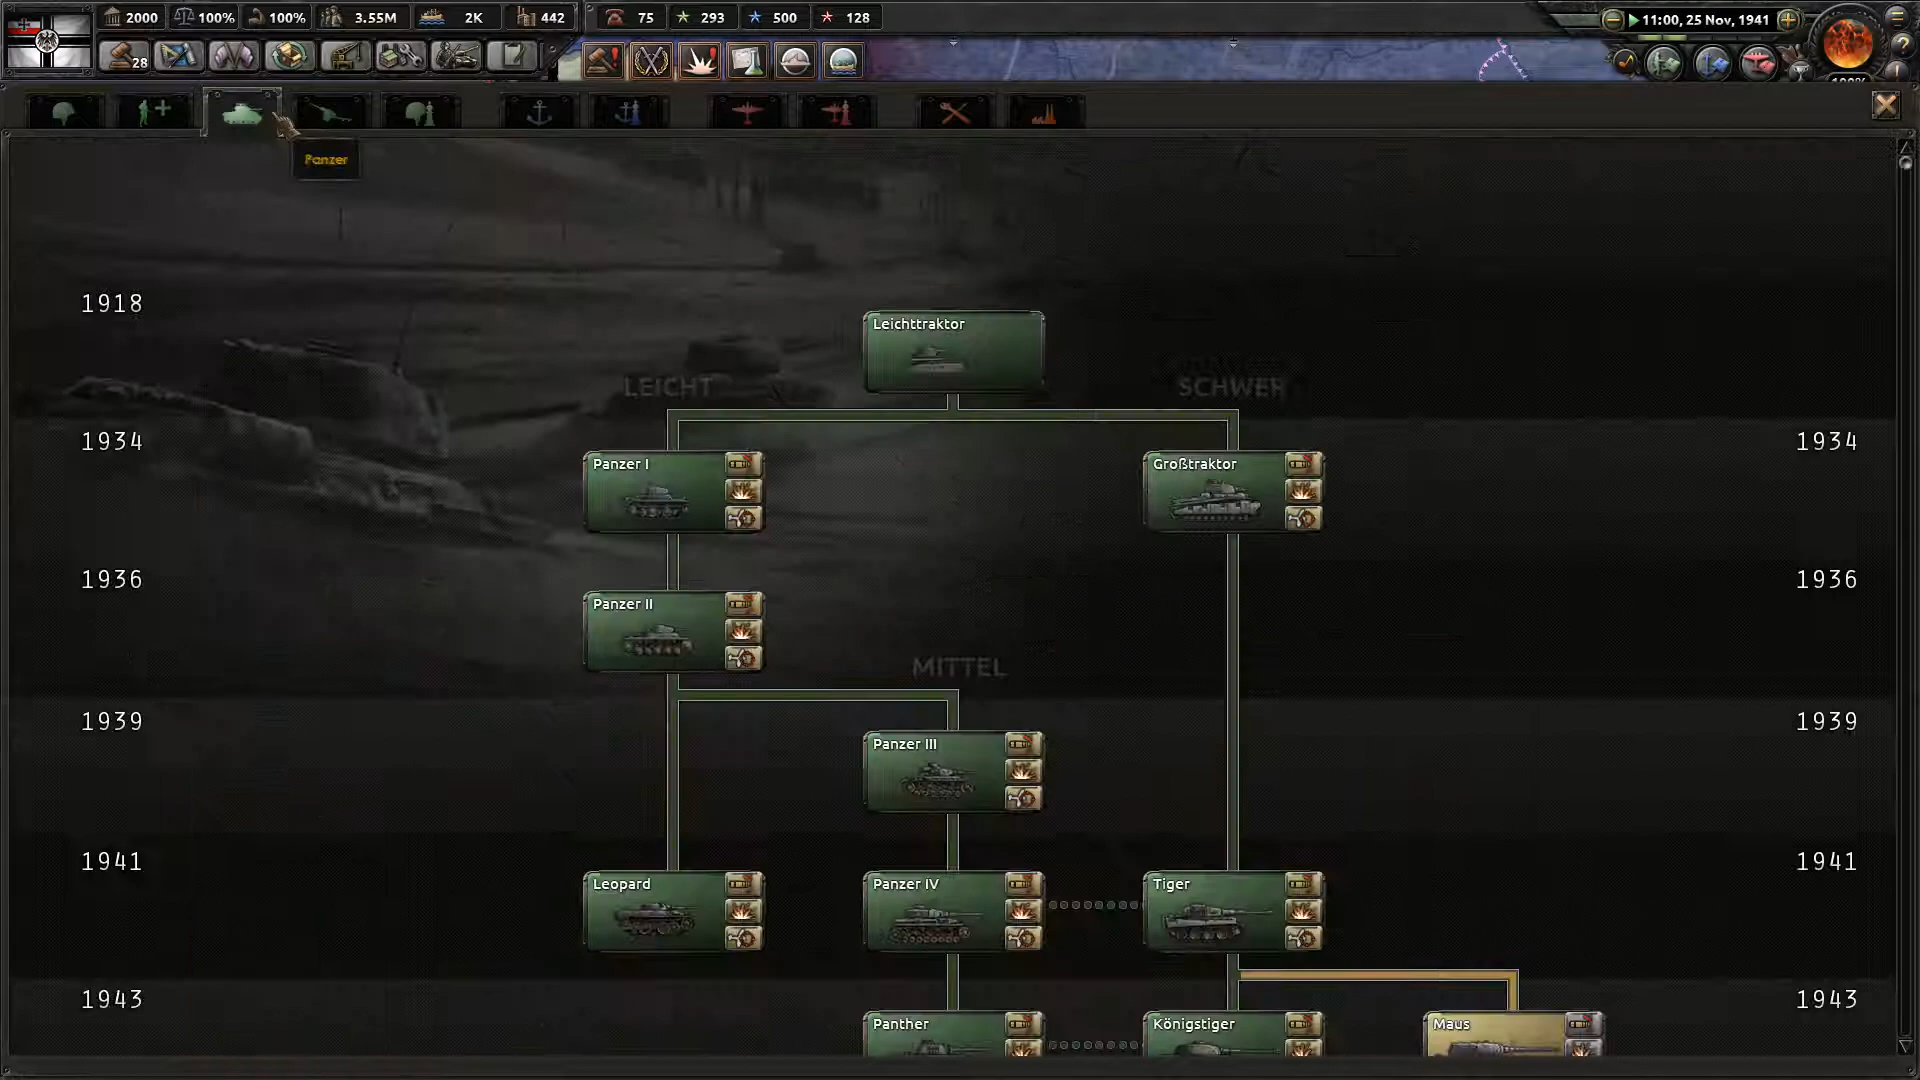 2000 100% 100% 3.55M 2K 442 75 293 500 128 11:00, 25 Nov, 1941
28
100%
Panzer
1918
Leichttraktor
LEICHT SCHWER
1934 1934
Panzer I Großtraktor
1936 1936
Panzer II
MITTEL
1939 1939
Panzer III
1941 1941
Leopard Panzer IV Tiger
1943 1943
Panther Königstiger Maus